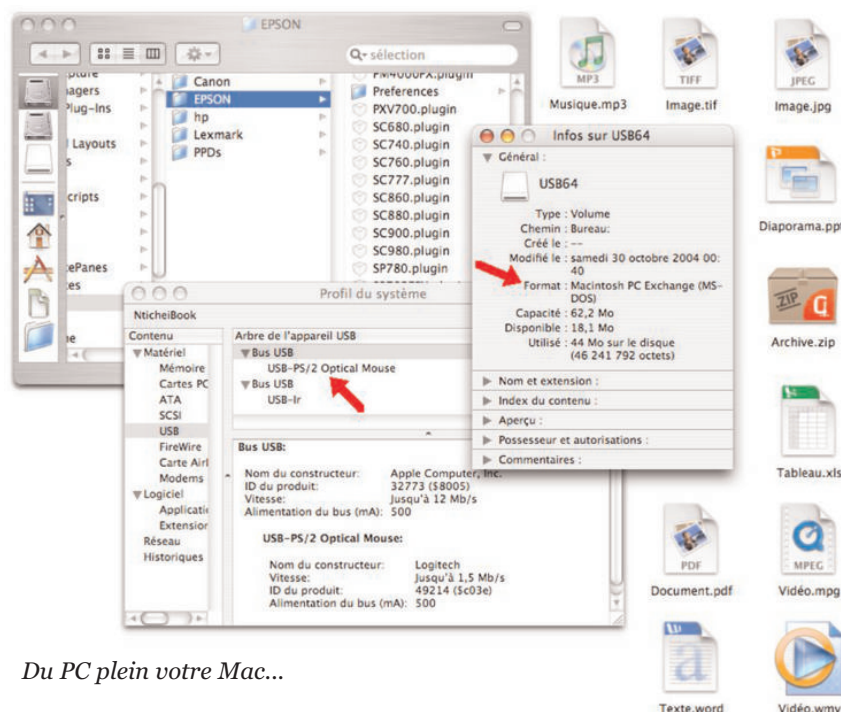 EPSON
sélection
Canon
EPSON
hp
Lexmark
PPDs
agers
Plug-Ins
Layouts
cripts
ePanes
Preferences
PXV700.plugin
SC680.plugin
SC740.plugin
SC760.plugin
SC777.plugin
SC860.plugin
SC880.plugin
SC900.plugin
SC980.plugin
SP780.plugin
MP3
Musique.mp3
TIFF
Image.tif
JPEG
Image.jpg
Diaporama.ppt
ZIP
Archive.zip
Tableau.xls
PDF
Document.pdf
MPEG
Vidéo.mpg
Texte.word
Vidéo.wmv
Infos sur USB64
Général :
USB64
Type : Volume
Chemin : Bureau:
Créé le : --
Modifié le : samedi 30 octobre 2004 00:
40
Format : Macintosh PC Exchange (MS-
DOS)
Capacité : 62,2 Mo
Disponible : 18,1 Mo
Utilisé : 44 Mo sur le disque
(46 241 792 octets)
Nom et extension :
Index du contenu :
Aperçu :
Possesseur et autorisations :
Commentaires :
Profil du système
NticheiBook
Contenu
Matériel
Mémoire
Cartes PC
ATA
SCSI
USB
FireWire
Carte Air
Modems
Logiciel
Applicati
Extension
Réseau
Historiques
Arbre de l'appareil USB
Bus USB
USB-PS/2 Optical Mouse
Bus USB
USB-Ir
Bus USB:
Nom du constructeur: Apple Computer, Inc.
ID du produit: 32773 ($8005)
Vitesse: Jusqu'à 12 Mb/s
Alimentation du bus (mA): 500
USB-PS/2 Optical Mouse:
Nom du constructeur: Logitech
Vitesse: Jusqu'à 1,5 Mb/s
ID du produit: 49214 ($c03e)
Alimentation du bus (mA): 500
Du PC plein votre Mac...